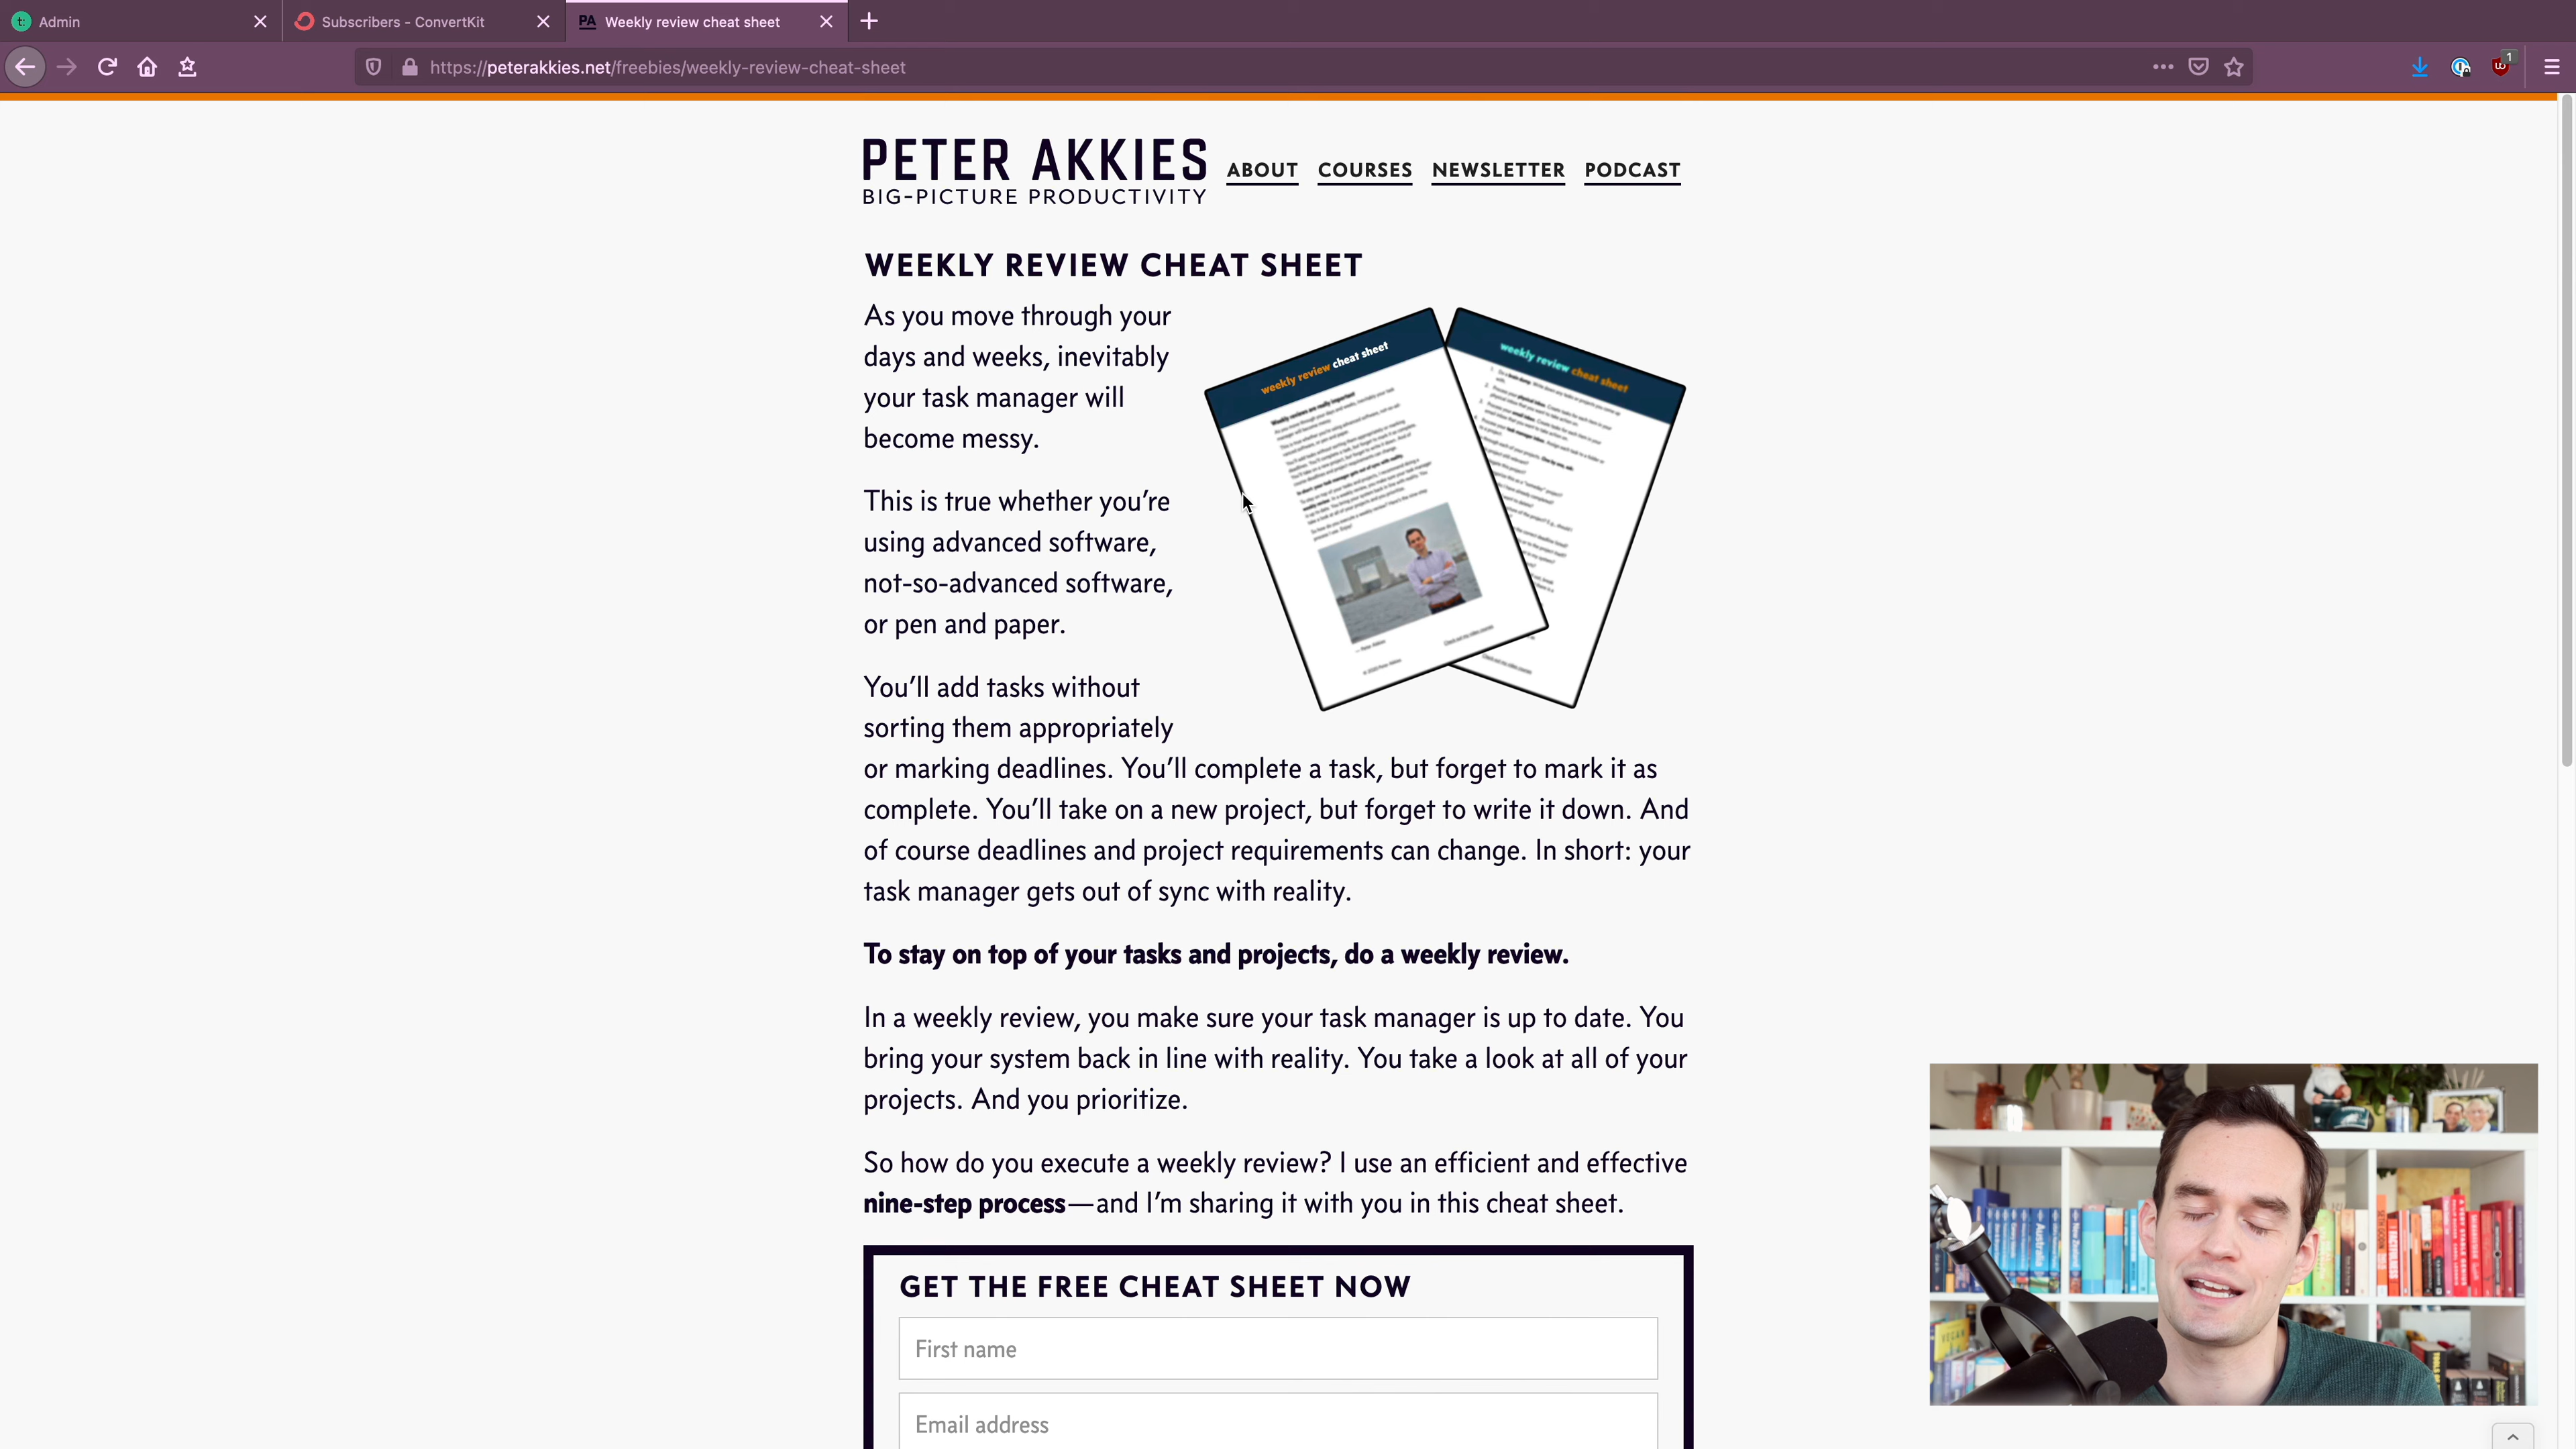 Admin
Subscribers - ConvertKit
PA Weekly review cheat sheet
https://peterakkies.net/freebies/weekly-review-cheat-sheet
1
PETER AKKIES
BIG-PICTURE PRODUCTIVITY
ABOUT COURSES NEWSLETTER PODCAST
WEEKLY REVIEW CHEAT SHEET
As you move through your
days and weeks, inevitably
your task manager will
become messy.
This is true whether you’re
using advanced software,
not-so-advanced software,
or pen and paper.
weekly review cheat sheet
weekly review cheat sheet
You’ll add tasks without
sorting them appropriately
or marking deadlines. You’ll complete a task, but forget to mark it as
complete. You’ll take on a new project, but forget to write it down. And
of course deadlines and project requirements can change. In short: your
task manager gets out of sync with reality.
To stay on top of your tasks and projects, do a weekly review.
In a weekly review, you make sure your task manager is up to date. You
bring your system back in line with reality. You take a look at all of your
projects. And you prioritize.
So how do you execute a weekly review? I use an efficient and effective
nine-step process—and I’m sharing it with you in this cheat sheet.
GET THE FREE CHEAT SHEET NOW
First name
Email address